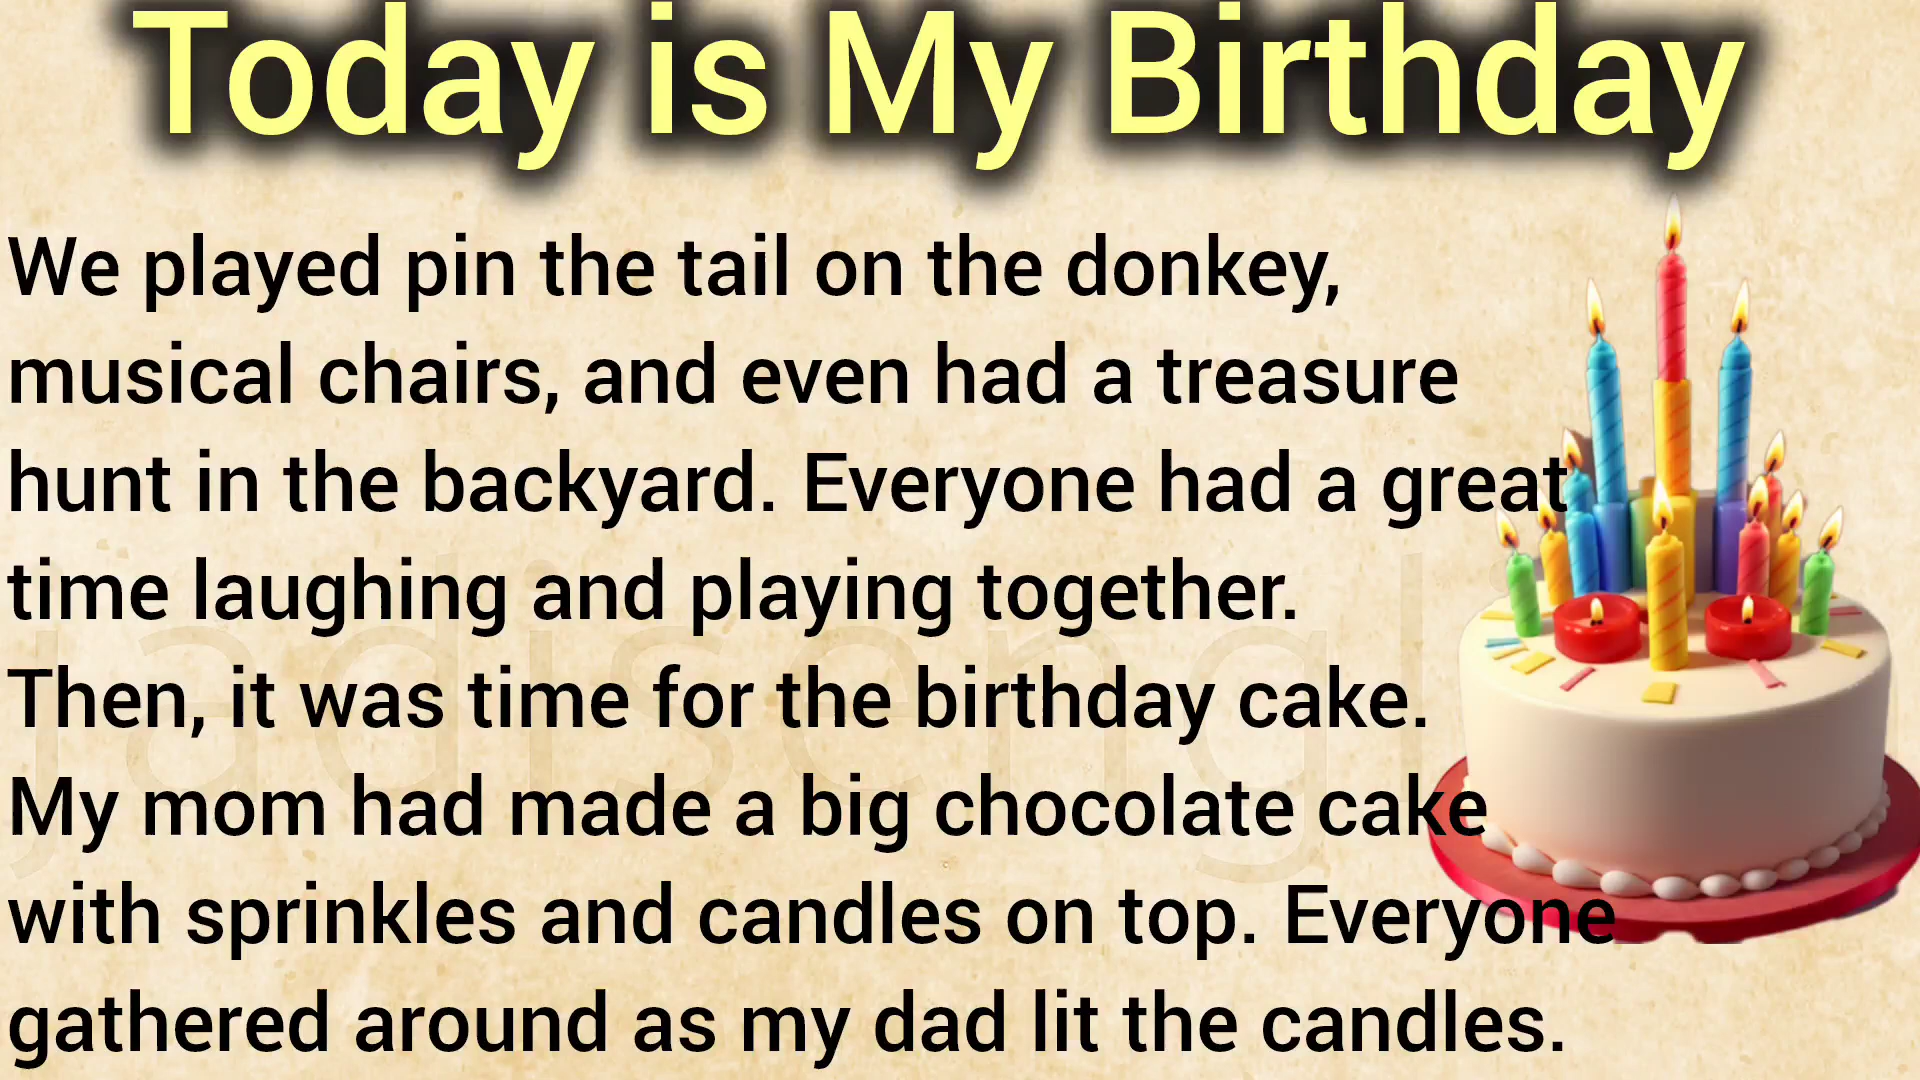 Today is My Birthday
We played pin the tail on the donkey,
musical chairs, and even had a treasure
hunt in the backyard. Everyone had a great
time laughing and playing together.
Then, it was time for the birthday cake.
My mom had made a big chocolate cake
with sprinkles and candles on top. Everyone
gathered around as my dad lit the candles.
jadisengli